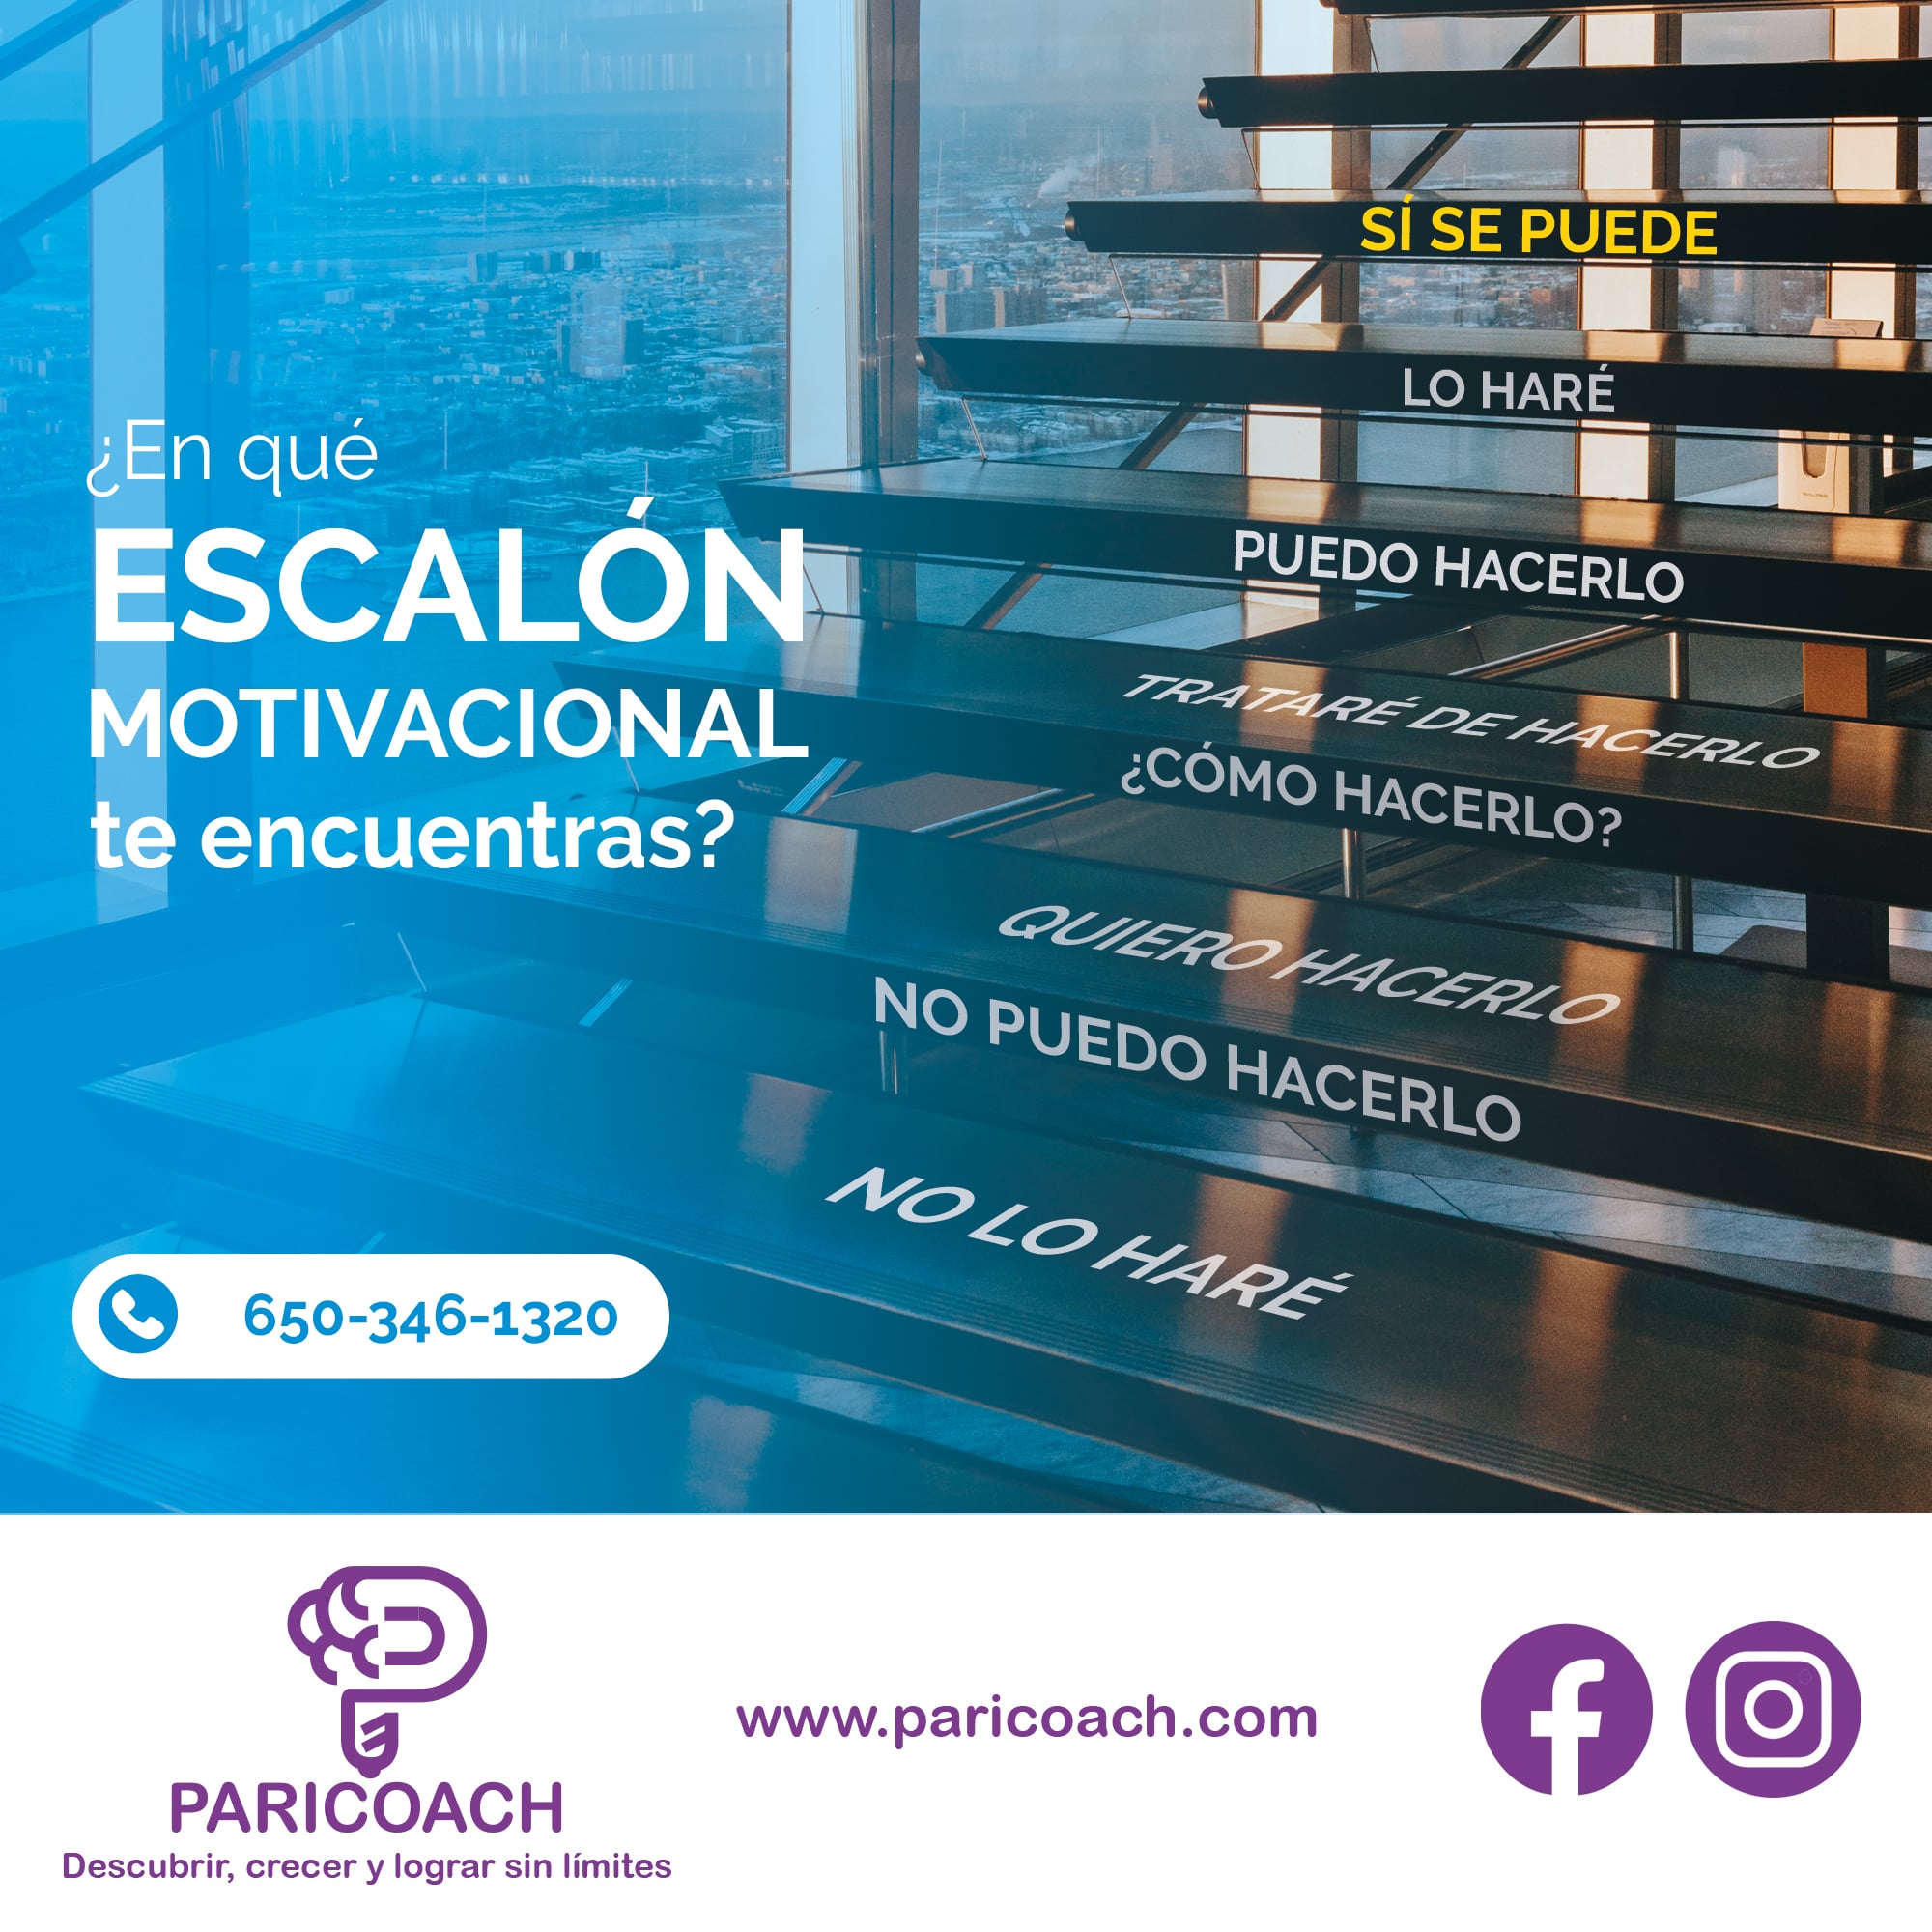 ¿En qué
ESCALÓN
MOTIVACIONAL
te encuentras?
SÍ SE PUEDE
LO HARÉ
PUEDO HACERLO
TRATARÉ DE HACERLO
¿CÓMO HACERLO?
QUIERO HACERLO
NO PUEDO HACERLO
NO LO HARÉ
650-346-1320
PARICOACH
Descubrir, crecer y lograr sin límites
www.paricoach.com